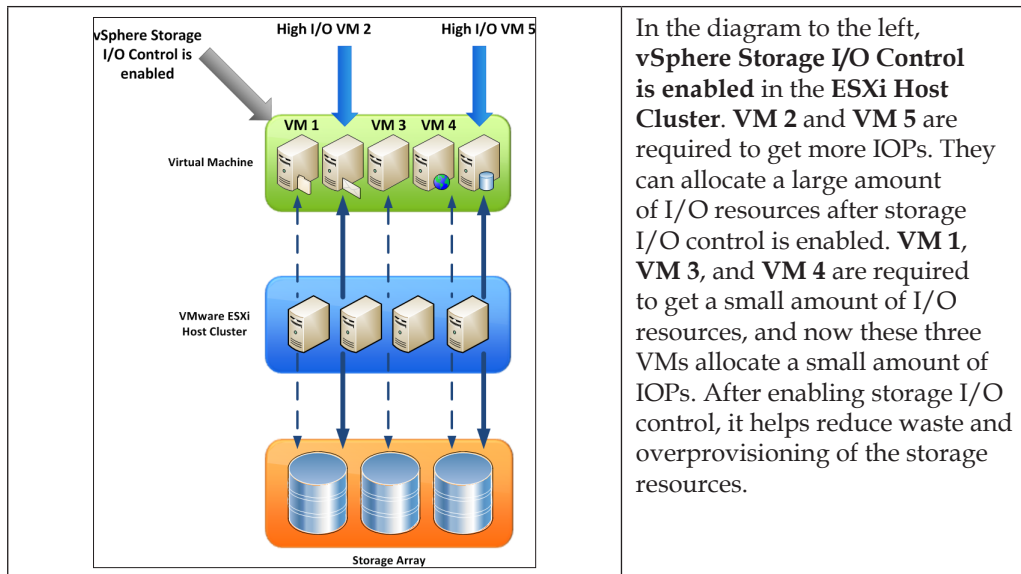 vSphere Storage
I/O Control is
enabled
High I/O VM 2
High I/O VM 5
VM 1
VM 3
VM 4
Virtual Machine
VMware ESXi
Host Cluster
Storage Array
In the diagram to the left,
vSphere Storage I/O Control
is enabled in the ESXi Host
Cluster. VM 2 and VM 5 are
required to get more IOPs. They
can allocate a large amount
of I/O resources after storage
I/O control is enabled. VM 1,
VM 3, and VM 4 are required
to get a small amount of I/O
resources, and now these three
VMs allocate a small amount of
IOPs. After enabling storage I/O
control, it helps reduce waste and
overprovisioning of the storage
resources.